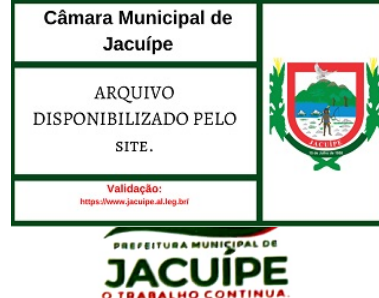 Câmara Municipal de
Jacuípe
ARQUIVO
DISPONIBILIZADO PELO
SITE.
Validação:
https://www.jacuipe.al.leg.br/
JACUÍPE
PREFEITURA MUNICIPAL DE
JACUÍPE
O TRABALHO CONTINUA.